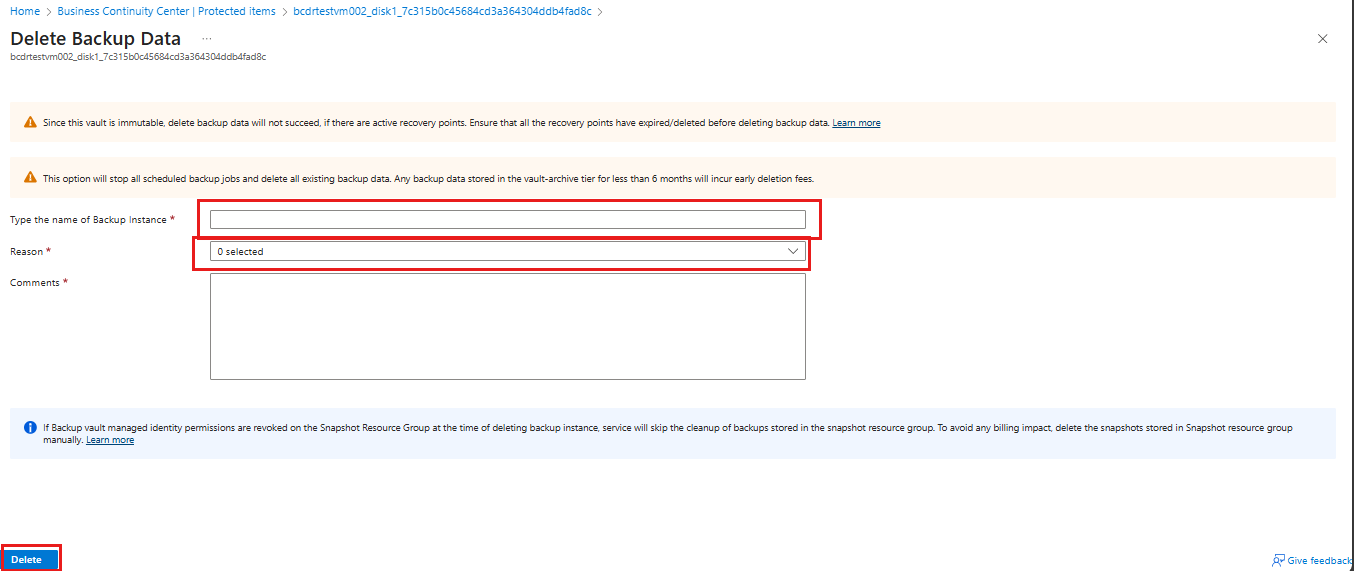 Home > Business Continuity Center | Protected items > bcdrtestvm002_disk1_7c315b0c45684cd3a364304ddb4fad8c >
Delete Backup Data ...
bcdrtestvm002_disk1_7c315b0c45684cd3a364304ddb4fad8c
Since this vault is immutable, delete backup data will not succeed, if there are active recovery points. Ensure that all the recovery points have expired/deleted before deleting backup data. Learn more
This option will stop all scheduled backup jobs and delete all existing backup data. Any backup data stored in the vault-archive tier for less than 6 months will incur early deletion fees.
Type the name of Backup Instance *
Reason *
0 selected
Comments *
If Backup vault managed identity permissions are revoked on the Snapshot Resource Group at the time of deleting backup instance, service will skip the cleanup of backups stored in the snapshot resource group. To avoid any billing impact, delete the snapshots stored in Snapshot resource group
manually. Learn more
Delete
Give feedback